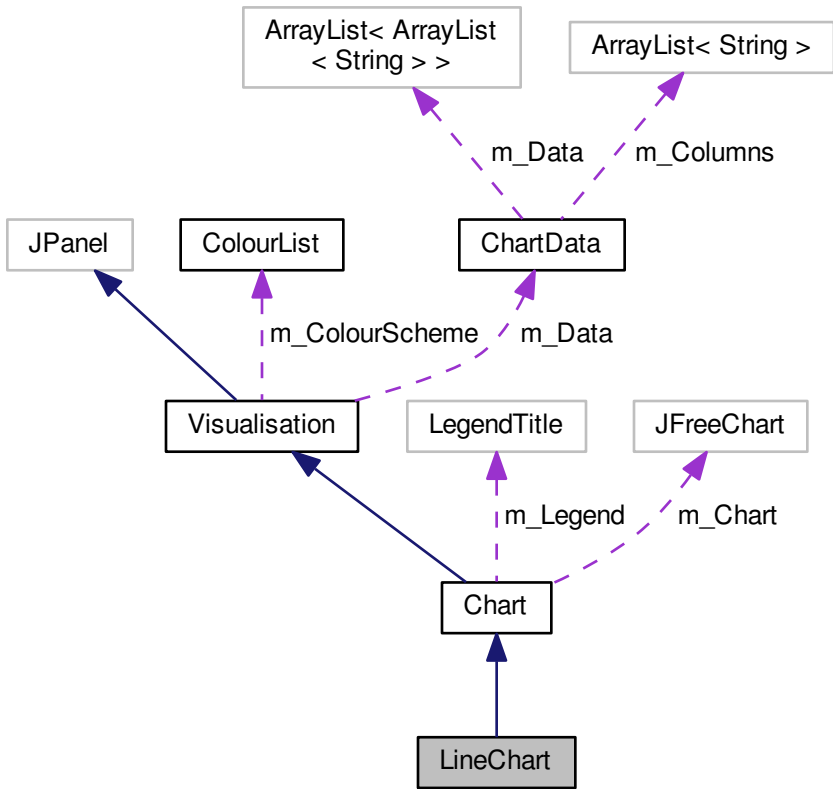 ArrayList< ArrayList
< String > >
ArrayList< String >
m_Data
m_Columns
JPanel
ColourList
ChartData
m_ColourScheme
m_Data
Visualisation
LegendTitle
JFreeChart
m_Legend
m_Chart
Chart
LineChart